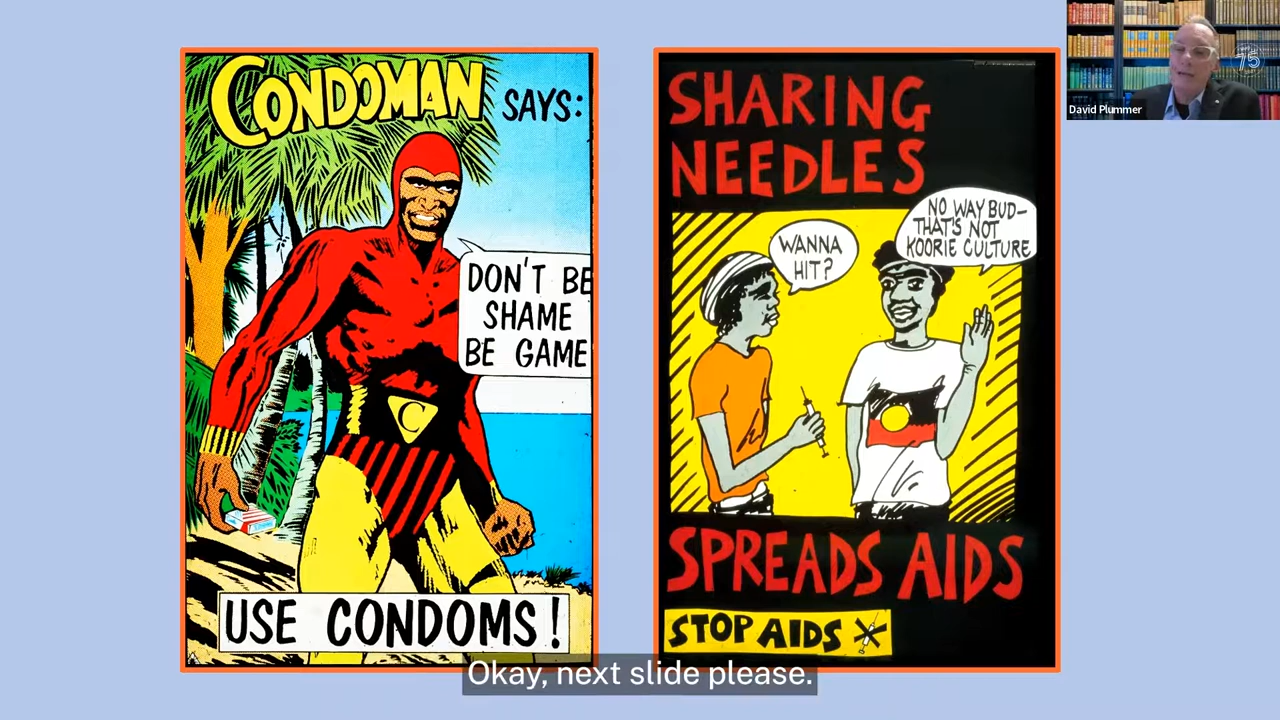 CONDOMAN SAYS:
DON'T BE
SHAME
BE GAME
C
USE CONDOMS!
SHARING
NEEDLES
WANNA
HIT?
NO WAY BUD-
THAT'S NOT
KOORIE CULTURE
SPREADS AIDS
STOP AIDS
David Plummer
75
Okay, next slide please.